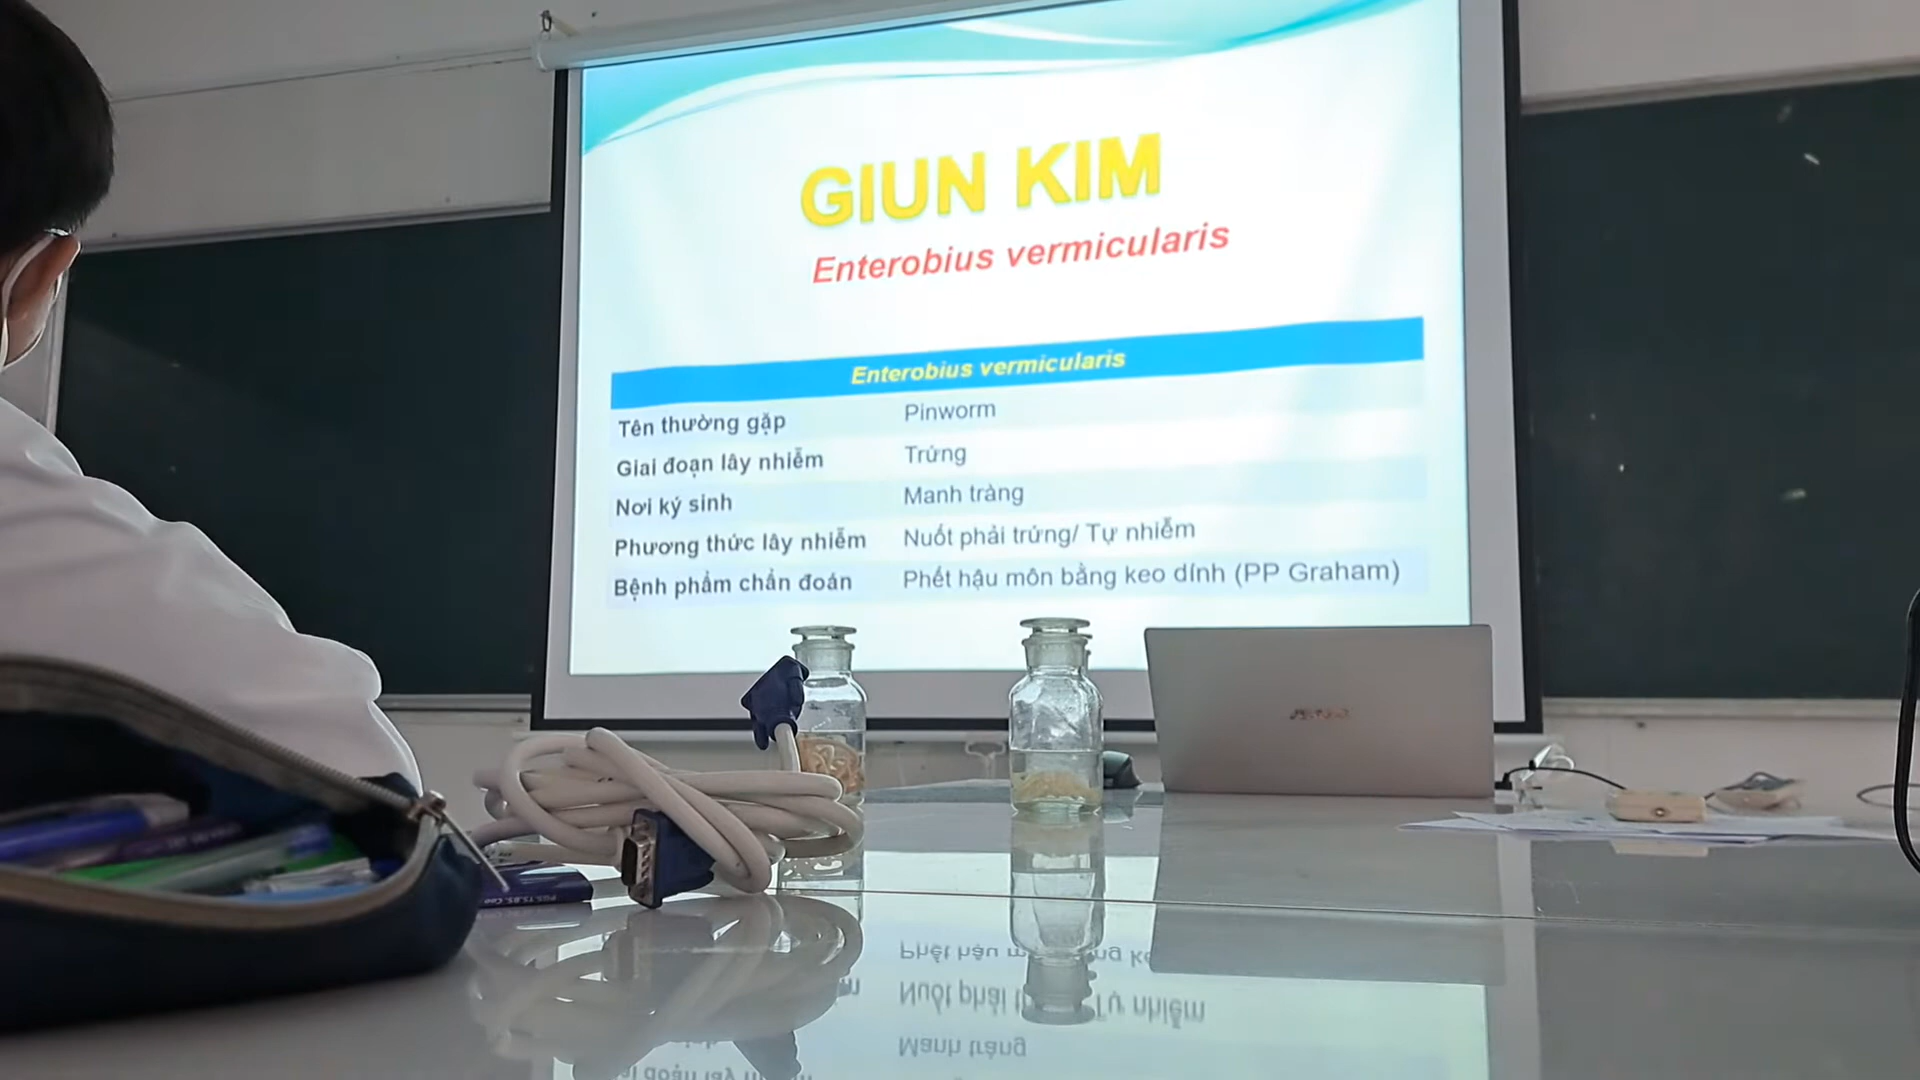 GIUN KIM
Enterobius vermicularis
Enterobius vermicularis
Tên thường gặp Pinworm
Giai đoạn lây nhiễm Trứng
Nơi ký sinh Manh tràng
Phương thức lây nhiễm Nuốt phải trứng/ Tự nhiễm
Bệnh phẩm chẩn đoán Phết hậu môn bằng keo dính (PP Graham)